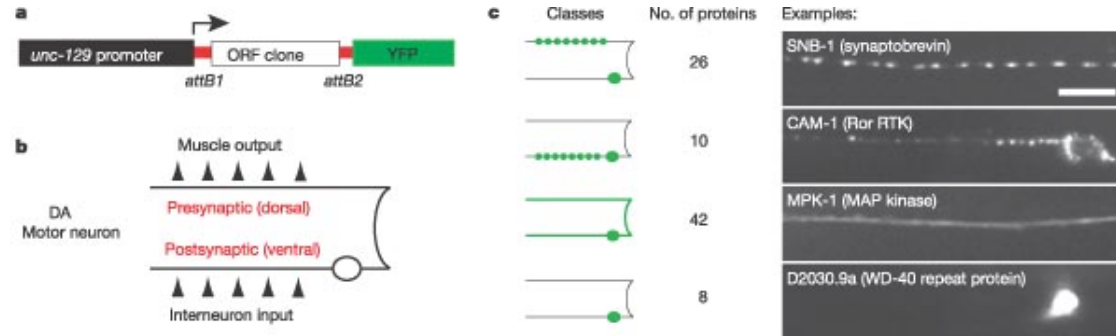 a
unc-129 promoter
ORF clone
YFP
attB1
attB2
b
Muscle output
DA
Motor neuron
Presynaptic (dorsal)
Postsynaptic (ventral)
Interneuron input
c
Classes
No. of proteins
Examples:
26
SNB-1 (synaptobrevin)
10
CAM-1 (Ror RTK)
42
MPK-1 (MAP kinase)
8
D2030.9a (WD-40 repeat protein)